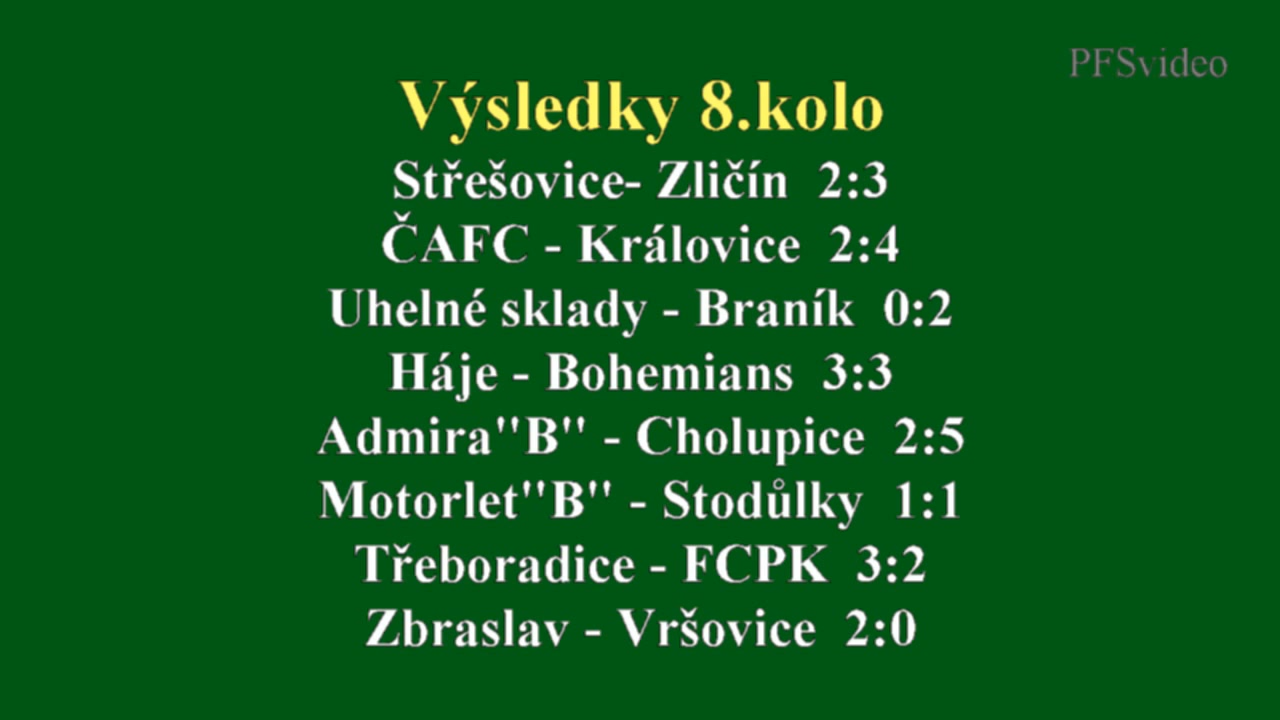 PFSvideo
Výsledky 8.kolo
Střešovice- Zličín 2:3
ČAFC - Královice 2:4
Uhelné sklady - Braník 0:2
Háje - Bohemians 3:3
Admira"B" - Cholupice 2:5
Motorlet"B" - Stodůlky 1:1
Třeboradice - FCPK 3:2
Zbraslav - Vršovice 2:0